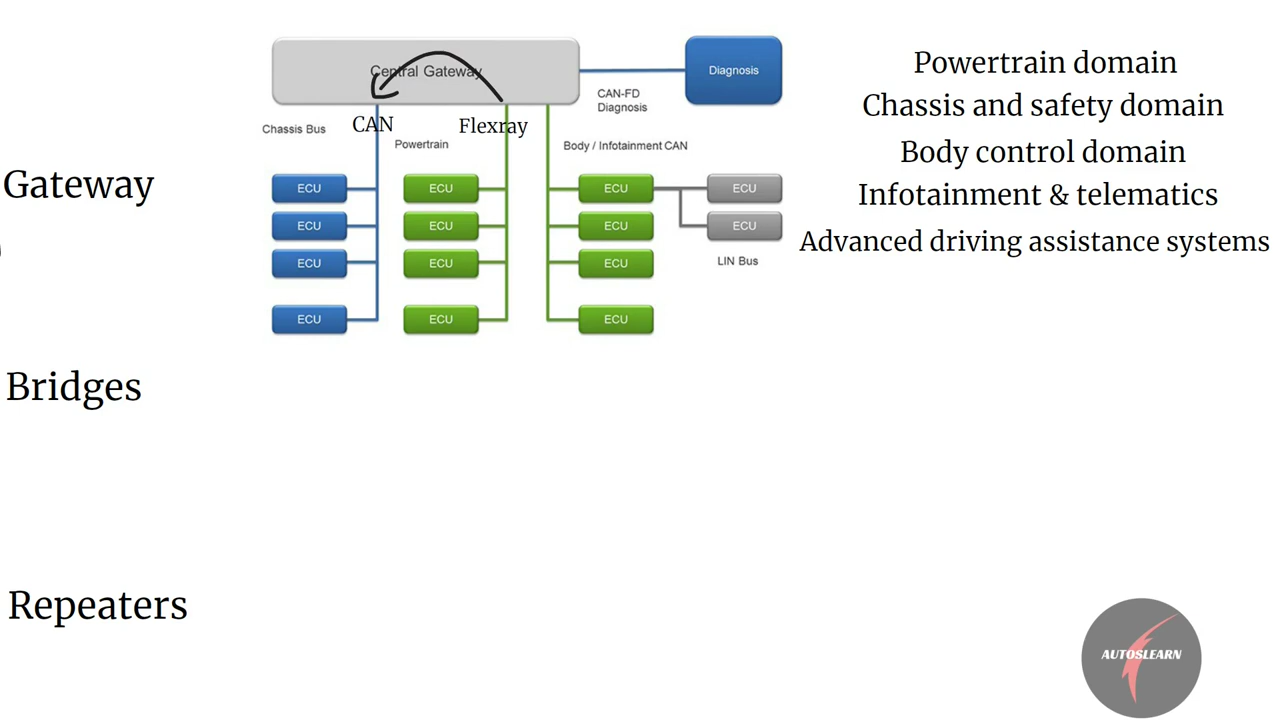 Central Gateway
Diagnosis
CAN-FD
Diagnosis
Chassis Bus
CAN
Powertrain
Flexray
Body / Infotainment CAN
ECU ECU ECU ECU
ECU ECU ECU ECU
ECU ECU ECU
LIN Bus
ECU ECU ECU
Powertrain domain
Chassis and safety domain
Body control domain
Infotainment & telematics
Advanced driving assistance systems
Gateway
Bridges
Repeaters
AUTOSLEARN